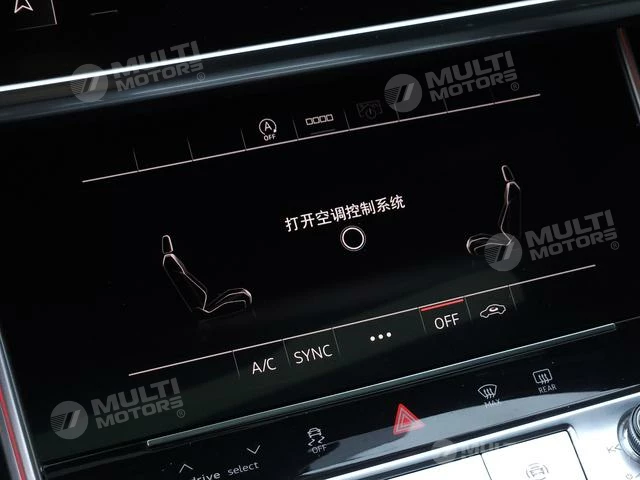 MULTI
MOTORS
MULTI
MOTORS
A
OFF
打开空调控制系统
MULTI
MOTORS
A/C
SYNC
•••
OFF
MULTI
MOTORS
OFF
MAX
REAR
drive select
MULTI